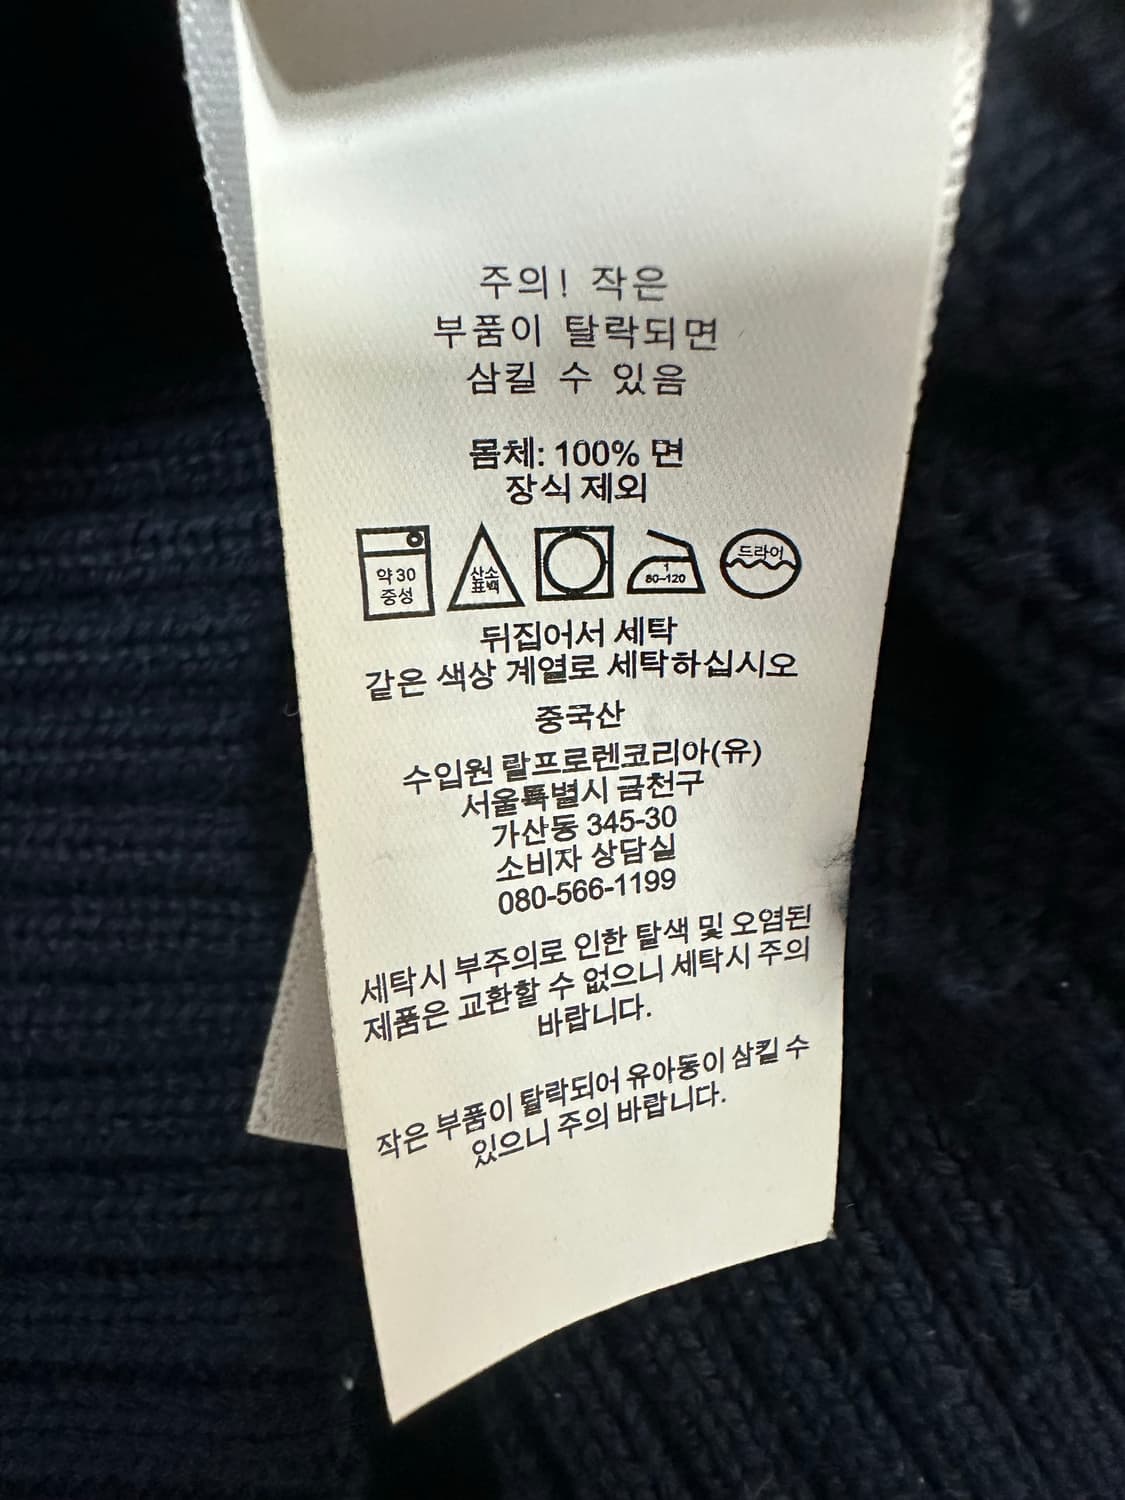 주의! 작은
부품이 탈락되면
삼킬 수 있음
몸체: 100% 면
장식 제외
약 30
중성
산소
표백
1
80~120
드라이
뒤집어서 세탁
같은 색상 계열로 세탁하십시오
중국산
수입원 랄프로렌코리아(유)
서울특별시 금천구
가산동 345-30
소비자 상담실
080-566-1199
세탁시 부주의로 인한 탈색 및 오염된
제품은 교환할 수 없으니 세탁시 주의
바랍니다.
작은 부품이 탈락되어 유아동이 삼킬 수
있으니 주의 바랍니다.